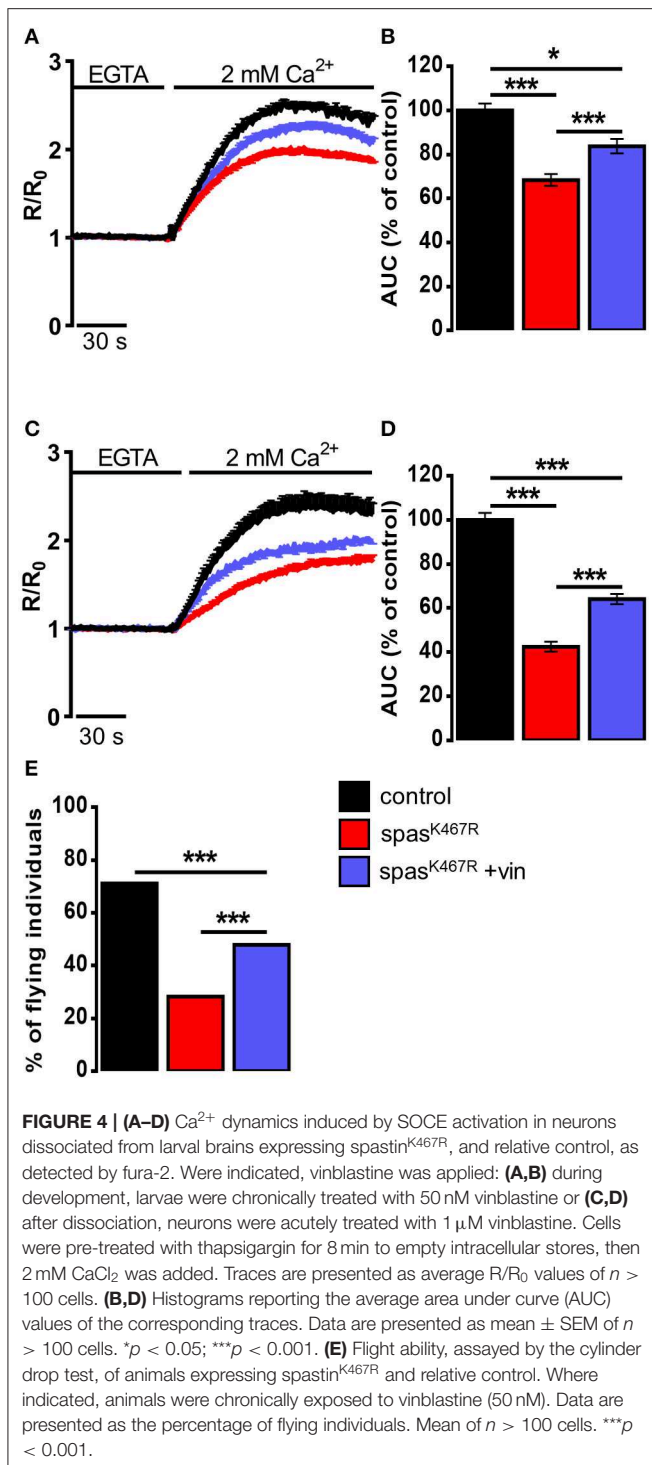 A
EGTA
2 mM Ca2+
3
2
1
0
R/R0
30 s
B
AUC (% of control)
120
100
80
60
40
20
0
*
***
***
C
EGTA
2 mM Ca2+
3
2
1
0
R/R0
30 s
D
AUC (% of control)
120
100
80
60
40
20
0
***
***
***
E
% of flying individuals
100
80
60
40
20
0
***
***
control
spasK467R
spasK467R +vin
FIGURE 4 | (A–D) Ca2+ dynamics induced by SOCE activation in neurons
dissociated from larval brains expressing spastinK467R, and relative control, as
detected by fura-2. Were indicated, vinblastine was applied: (A,B) during
development, larvae were chronically treated with 50 nM vinblastine or (C,D)
after dissociation, neurons were acutely treated with 1 μM vinblastine. Cells
were pre-treated with thapsigargin for 8 min to empty intracellular stores, then
2 mM CaCl2 was added. Traces are presented as average R/R0 values of n >
100 cells. (B,D) Histograms reporting the average area under curve (AUC)
values of the corresponding traces. Data are presented as mean ± SEM of n
> 100 cells. *p < 0.05; ***p < 0.001. (E) Flight ability, assayed by the cylinder
drop test, of animals expressing spastinK467R and relative control. Where
indicated, animals were chronically exposed to vinblastine (50 nM). Data are
presented as the percentage of flying individuals. Mean of n > 100 cells. ***p
< 0.001.